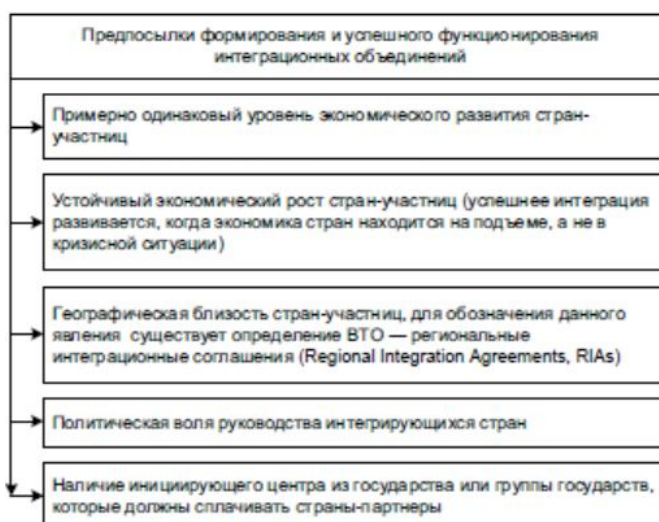 Предпосылки формирования и успешного функционирования
интеграционных объединений
Примерно одинаковый уровень экономического развития стран-
участниц
Устойчивый экономический рост стран-участниц (успешнее интеграция
развивается, когда экономика стран находится на подъеме, а не в
кризисной ситуации)
Географическая близость стран-участниц, для обозначения данного
явления существует определение ВТО — региональные
интеграционные соглашения (Regional Integration Agreements, RIAs)
Политическая воля руководства интегрирующихся стран
Наличие инициирующего центра из государства или группы государств,
которые должны сплачивать страны-партнеры